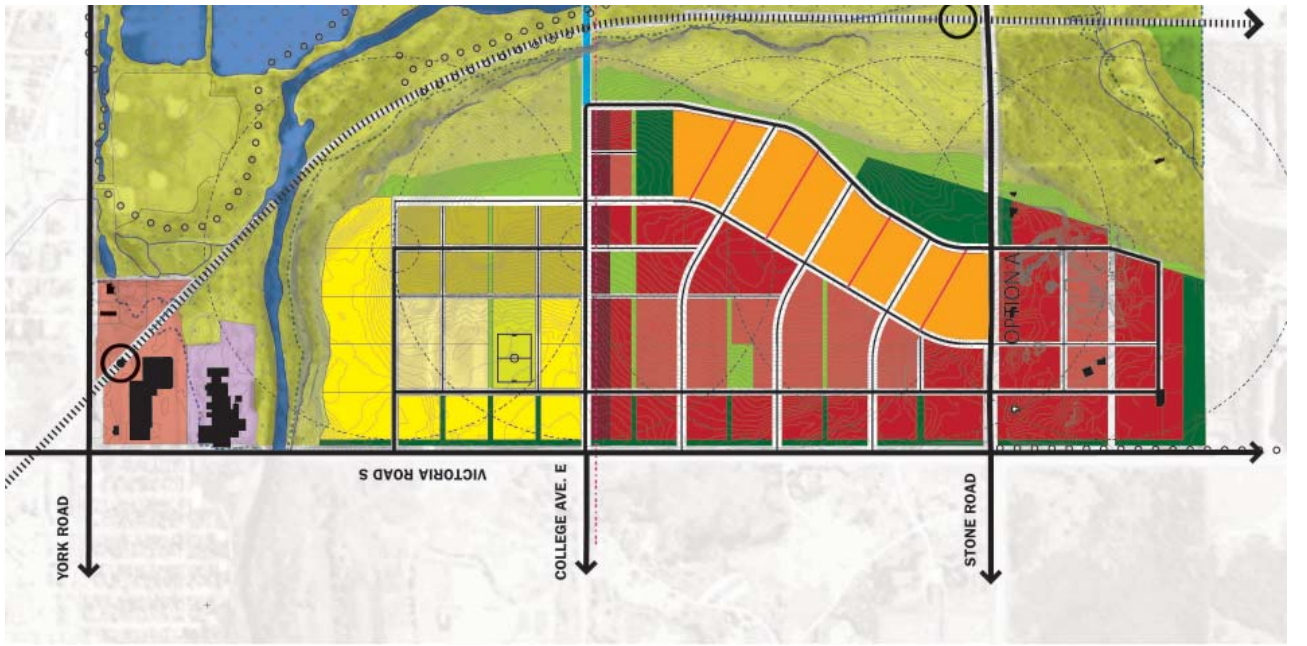 OPTION A
VICTORIA ROAD S
YORK ROAD
COLLEGE AVE. E
STONE ROAD